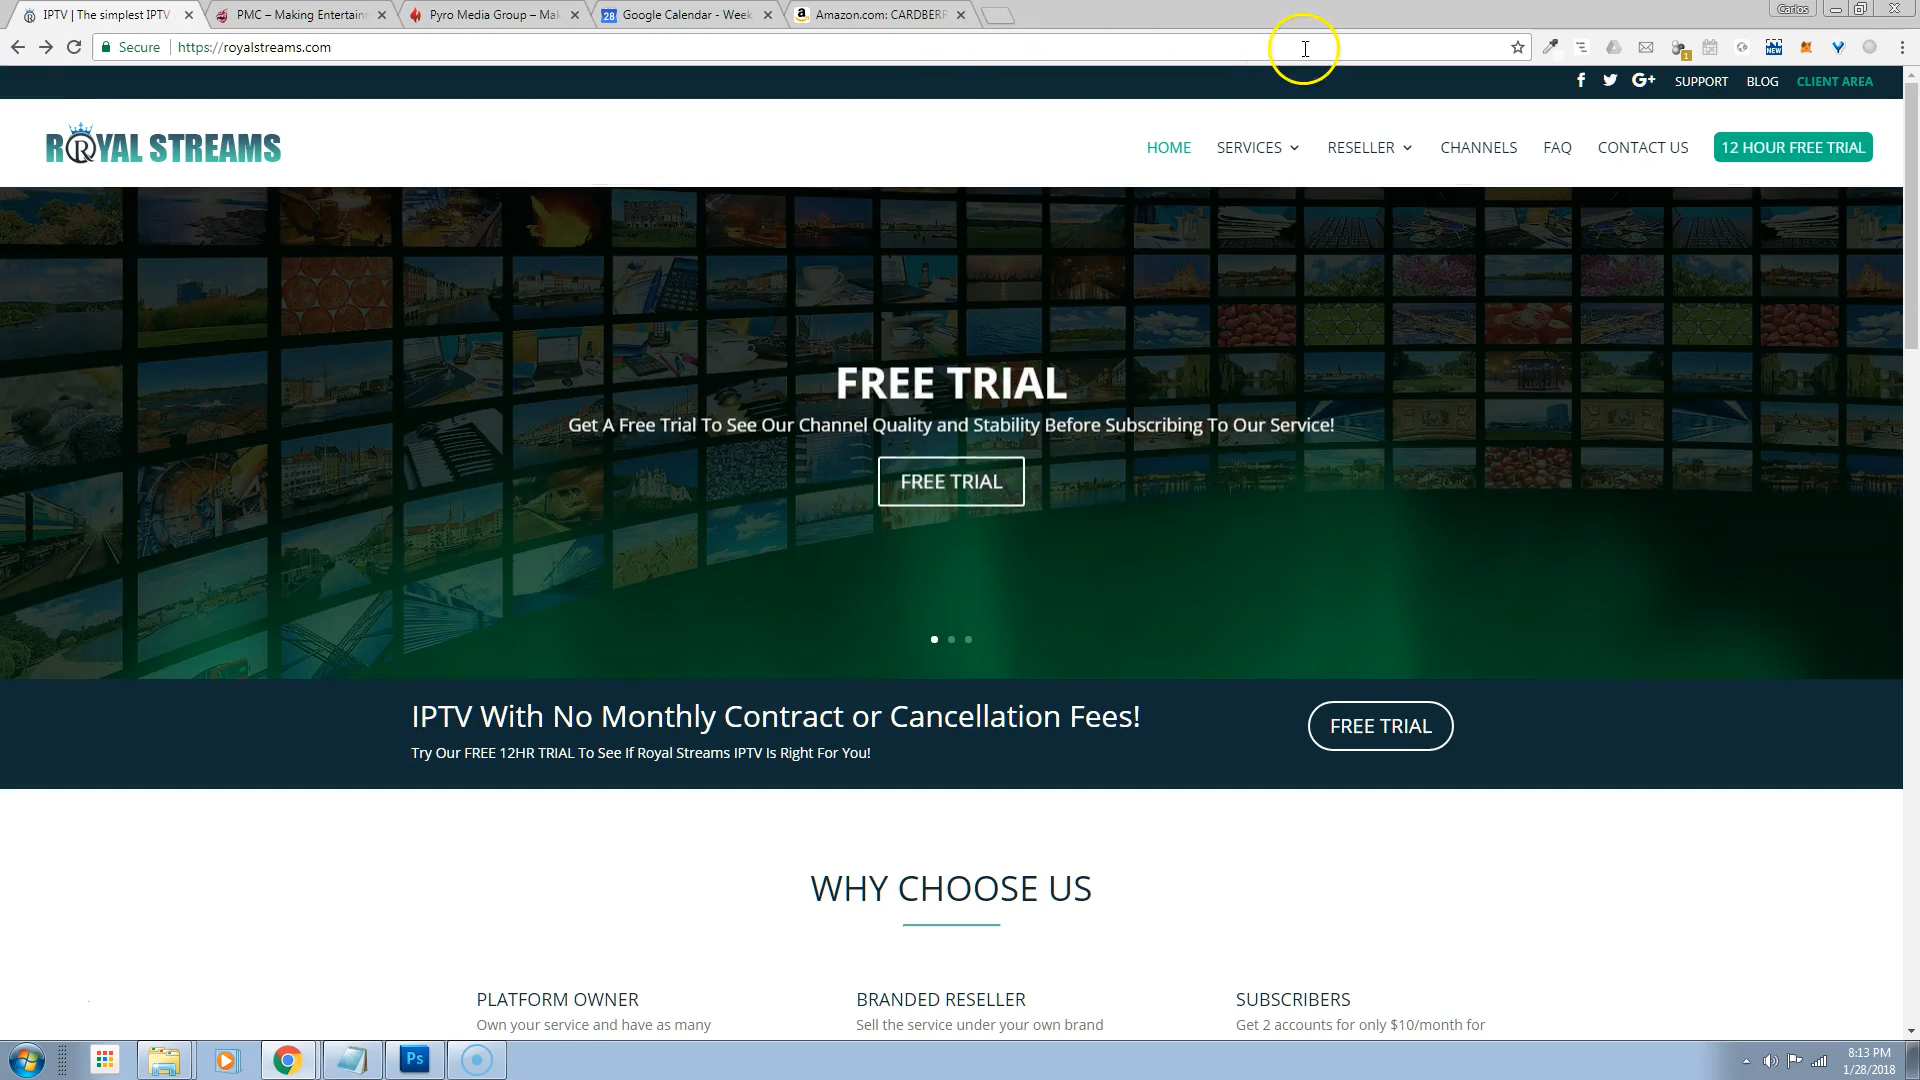 IPTV | The simplest IPTV
PMC – Making Entertainm
Pyro Media Group – Mak
28
Google Calendar - Week
Amazon.com: CARDBERF
Carlos
Secure
https://royalstreams.com
1
NEW
G+
SUPPORT
BLOG
CLIENT AREA
ROYAL STREAMS
HOME
SERVICES
RESELLER
CHANNELS
FAQ
CONTACT US
12 HOUR FREE TRIAL
FREE TRIAL
Get A Free Trial To See Our Channel Quality and Stability Before Subscribing To Our Service!
FREE TRIAL
IPTV With No Monthly Contract or Cancellation Fees!
Try Our FREE 12HR TRIAL To See If Royal Streams IPTV Is Right For You!
FREE TRIAL
WHY CHOOSE US
PLATFORM OWNER
Own your service and have as many
BRANDED RESELLER
Sell the service under your own brand
SUBSCRIBERS
Get 2 accounts for only $10/month for
Ps
8:13 PM
1/28/2018